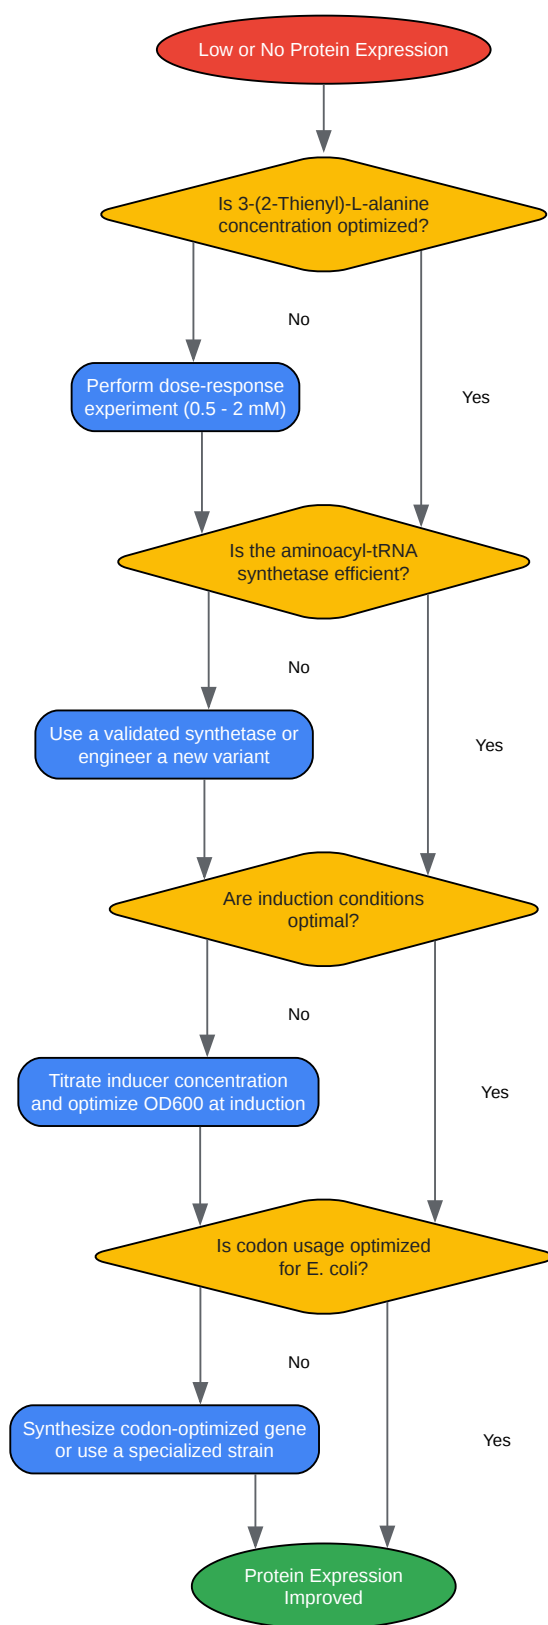 Low or No Protein Expression
Is 3-(2-Thienyl)-L-alanine
concentration optimized?
No
Perform dose-response
experiment (0.5 - 2 mM)
Yes
Is the aminoacyl-tRNA
synthetase efficient?
No
Use a validated synthetase or
engineer a new variant
Yes
Are induction conditions
optimal?
No
Titrate inducer concentration
and optimize OD600 at induction
Yes
Is codon usage optimized
for E. coli?
No
Synthesize codon-optimized gene
or use a specialized strain
Yes
Protein Expression
Improved